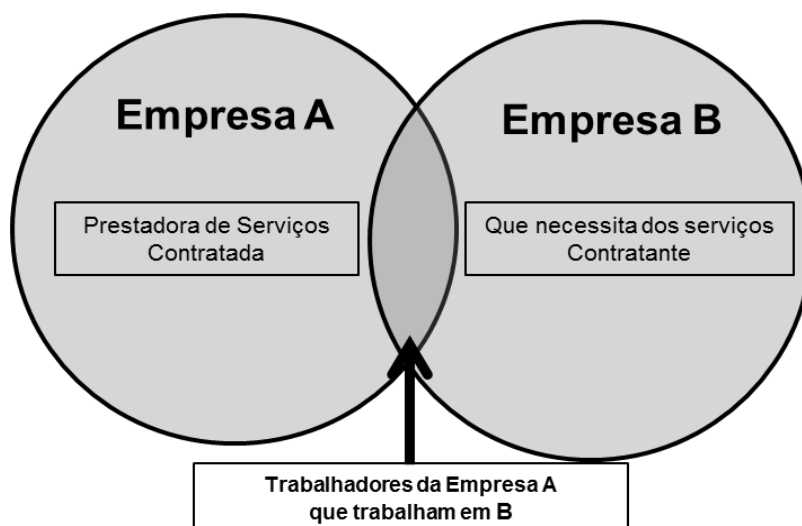 Empresa A
Empresa B
Prestadora de Serviços
Contratada
Que necessita dos serviços
Contratante
Trabalhadores da Empresa A
que trabalham em B